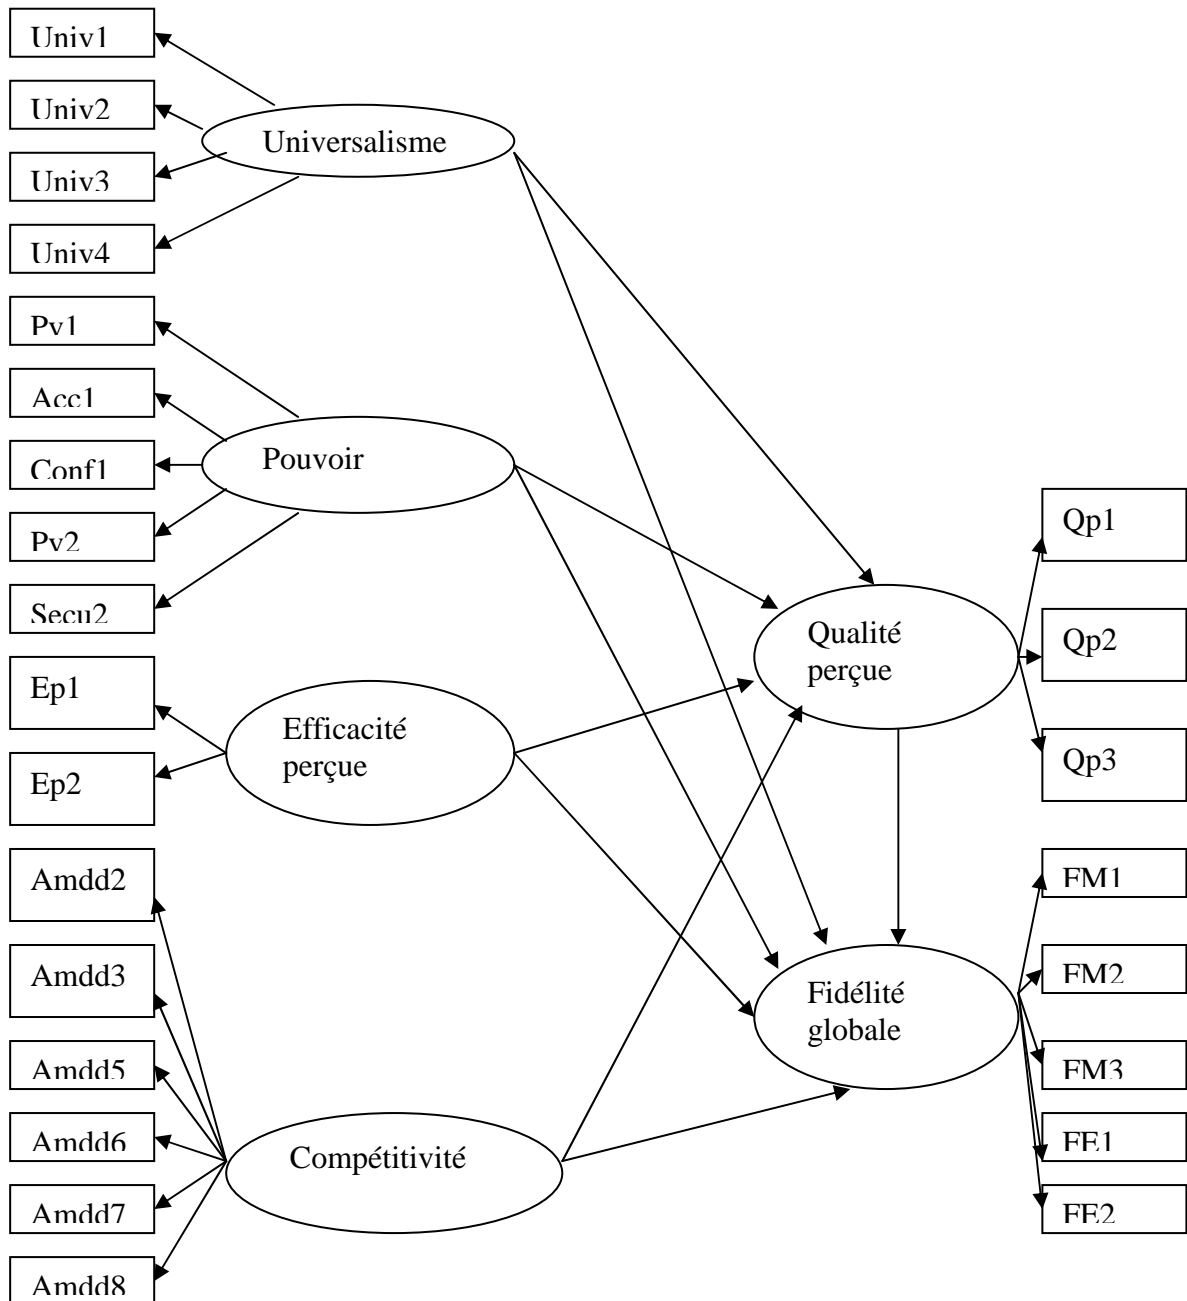 Univ1
Univ2
Univ3
Univ4
Universalisme
Pv1
Acc1
Conf1
Pv2
Secu2
Pouvoir
Ep1
Ep2
Efficacité
perçue
Amdd2
Amdd3
Amdd5
Amdd6
Amdd7
Amdd8
Compétitivité
Qualité
perçue
Qp1
Qp2
Qp3
Fidélité
globale
FM1
FM2
FM3
FE1
FE2